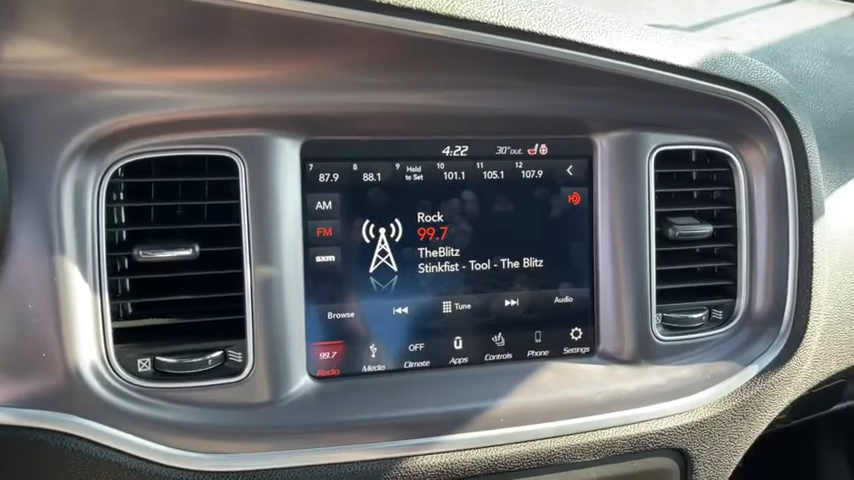 4:22 30°out.
7 8 9 10 11 12
87.9 88.1 Hold to Set 101.1 105.1 107.9
AM
FM
sxm
Rock
99.7
TheBlitz
Stinkfist - Tool - The Blitz
Browse Tune Audio
99.7 OFF
Radio Media Climate Apps Controls Phone Settings